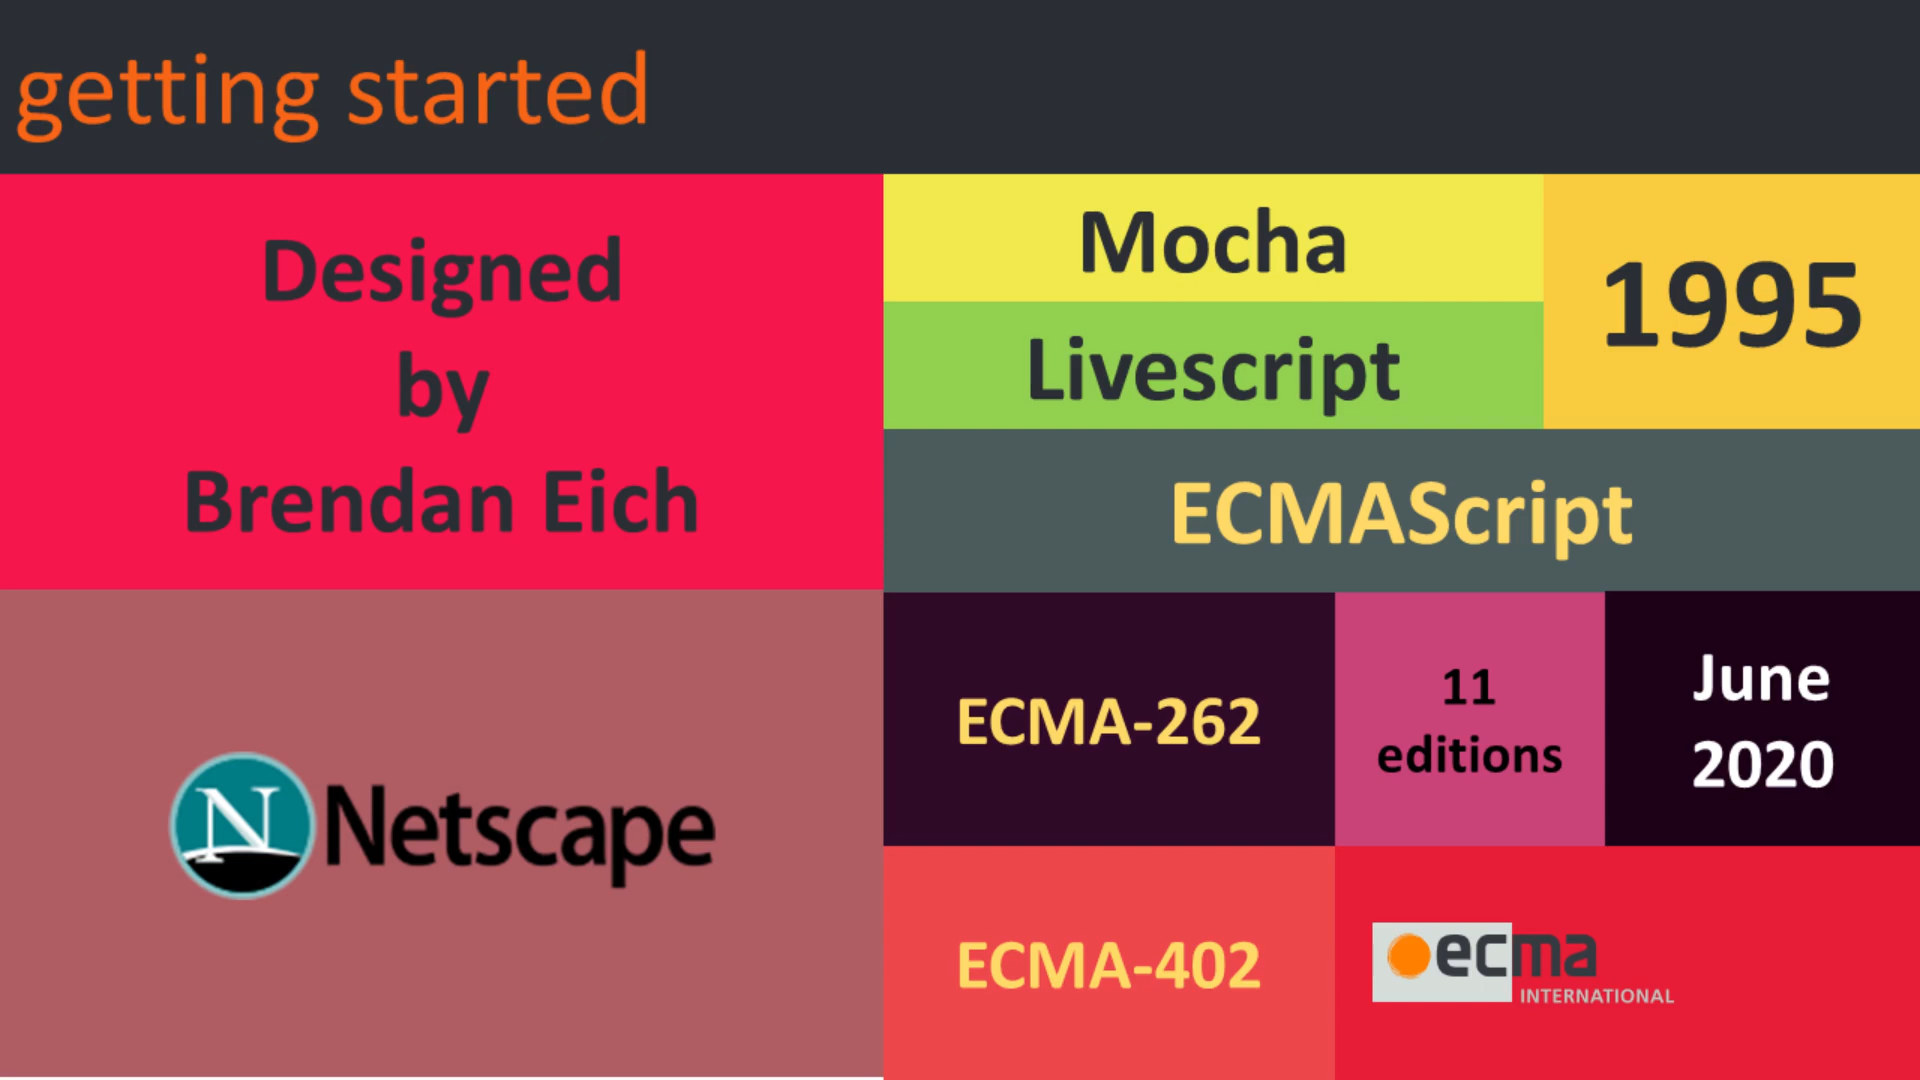 getting started
Designed
by
Brendan Eich
Mocha
Livescript
1995
ECMAScript
N Netscape
ECMA-262
11
editions
June
2020
ECMA-402
ecma
INTERNATIONAL